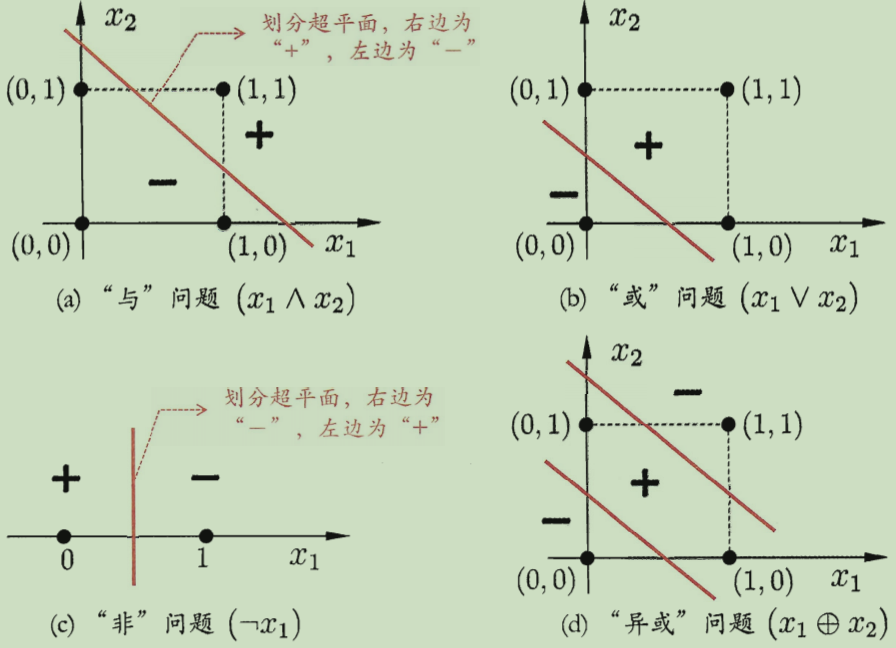 x₂
划分超平面，右边为
“+”，左边为“−”
(0, 1)
(1, 1)
+
−
(0, 0)
(1, 0)
x₁
(a) “与” 问题 (x₁ ∧ x₂)
x₂
(0, 1)
(1, 1)
+
−
(0, 0)
(1, 0)
x₁
(b) “或” 问题 (x₁ ∨ x₂)
划分超平面，右边为
“−”，左边为“+”
+
−
0
1
x₁
(c) “非” 问题 (¬x₁)
x₂
−
(0, 1)
(1, 1)
+
−
(0, 0)
(1, 0)
x₁
(d) “异或” 问题 (x₁ ⊕ x₂)